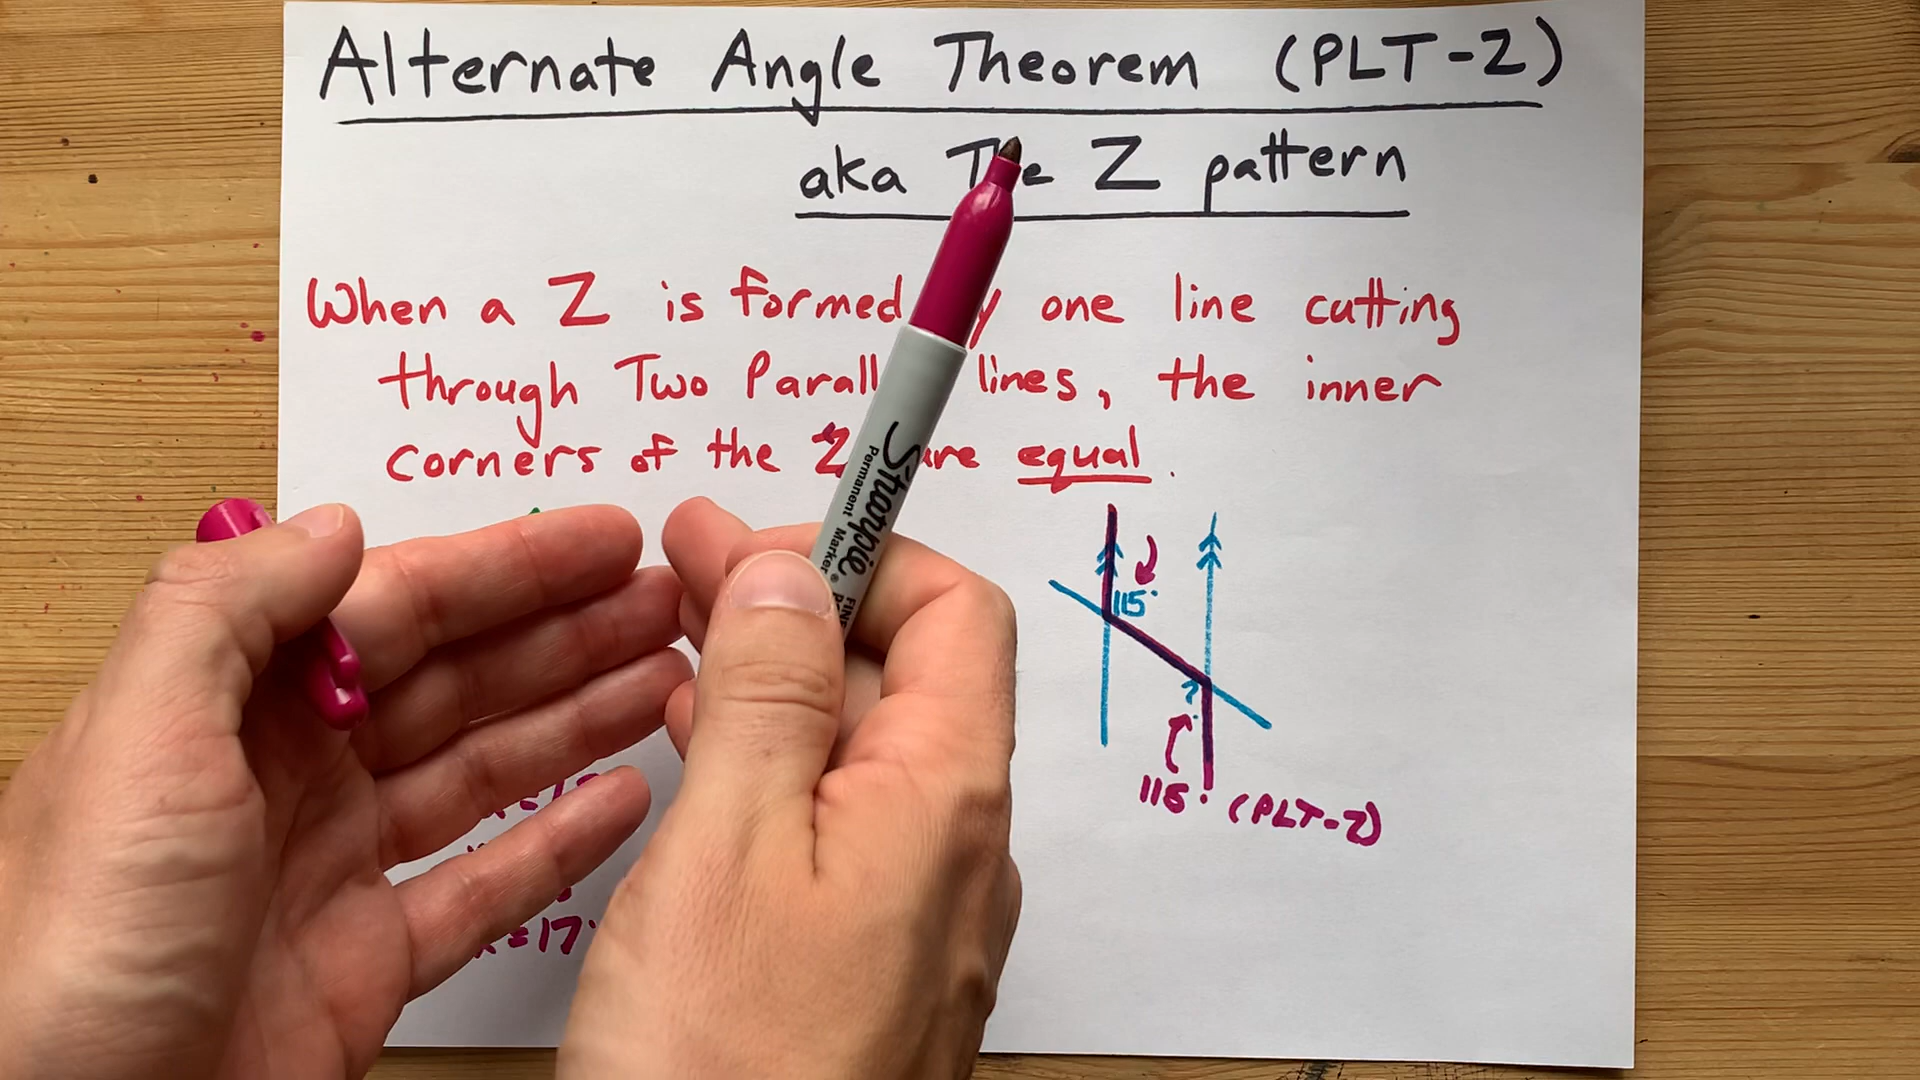 Alternate Angle Theorem (PLT-Z)
aka The Z pattern
When a Z is formed y one line cutting
through Two Parall lines, the inner
corners of the Z are equal.
Sharpie
Permanent Marker
115°
?
115° (PLT-Z)
=17°